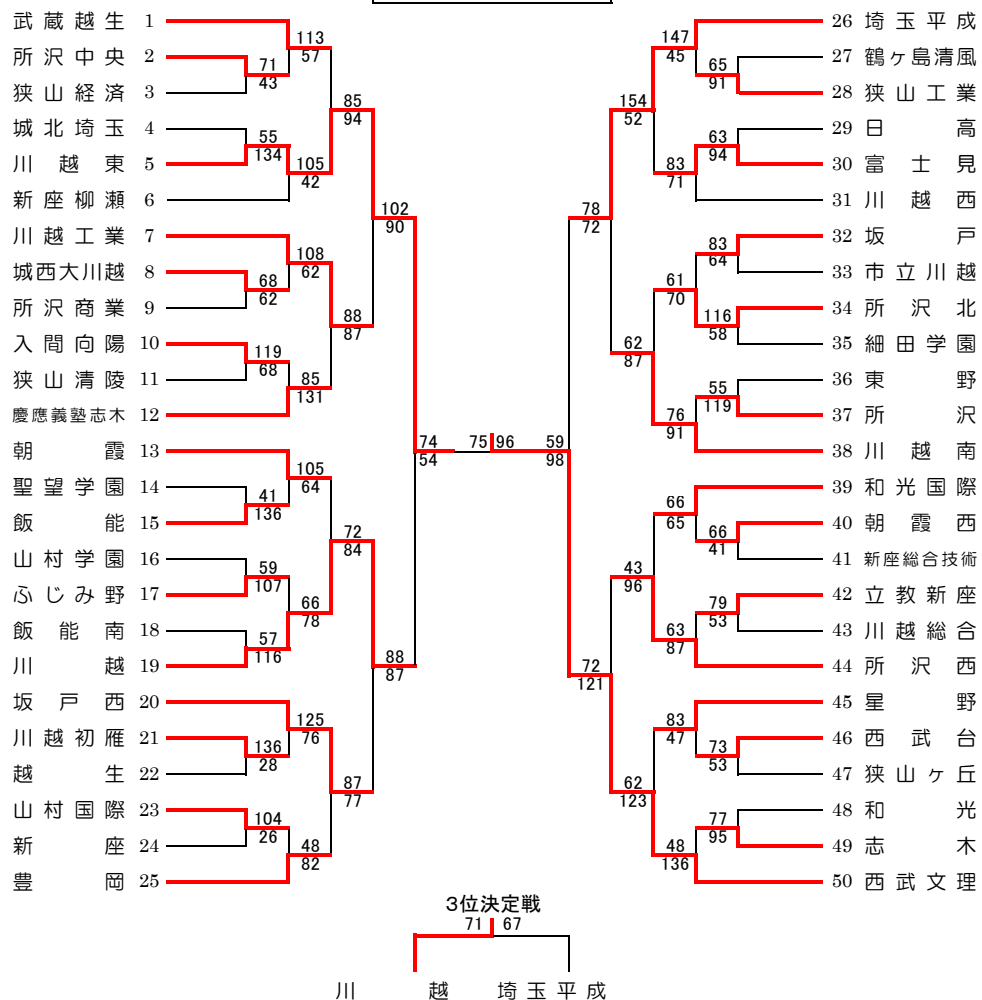 武蔵越生 1
所沢中央 2
狭山経済 3
城北埼玉 4
川越東 5
新座柳瀬 6
川越工業 7
城西大川越 8
所沢商業 9
入間向陽 10
狭山清陵 11
慶應義塾志木 12
朝霞 13
聖望学園 14
飯能 15
山村学園 16
ふじみ野 17
飯能南 18
川越 19
坂戸西 20
川越初雁 21
越生 22
山村国際 23
新座 24
豊岡 25
71
43
55
134
68
62
119
68
41
136
59
107
57
116
136
28
104
26
113
57
105
42
108
62
85
131
105
64
66
78
125
76
48
82
85
94
88
87
72
84
87
77
102
90
88
87
74
54
75 96
59
98
78
72
72
121
154
52
62
87
43
96
62
123
147
45
83
71
61
70
76
91
66
65
63
87
83
47
48
136
65
91
63
94
83
64
116
58
55
119
66
41
79
53
73
53
77
95
26 埼玉平成
27 鶴ヶ島清風
28 狭山工業
29 日高
30 富士見
31 川越西
32 坂戸
33 市立川越
34 所沢北
35 細田学園
36 東野
37 所沢
38 川越南
39 和光国際
40 朝霞西
41 新座総合技術
42 立教新座
43 川越総合
44 所沢西
45 星野
46 西武台
47 狭山ヶ丘
48 和光
49 志木
50 西武文理
3位決定戦
71 67
川越 埼玉平成